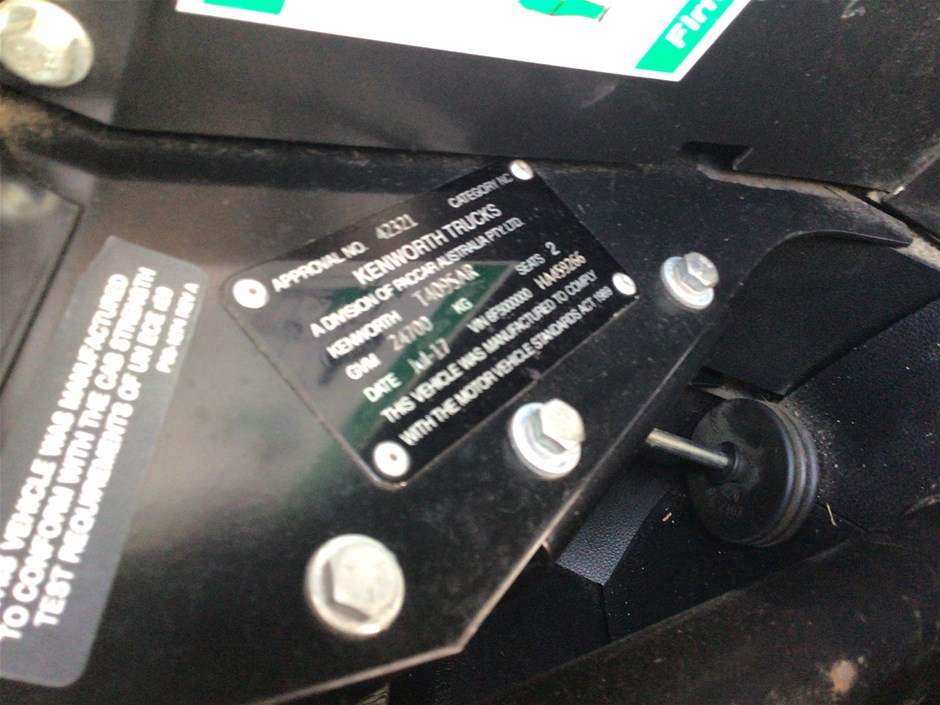 APPROVAL NO. 42321 CATEGORY NC
KENWORTH TRUCKS
A DIVISION OF PACCAR AUSTRALIA PTY. LTD.
KENWORTH T409SAR
GVM 24700 KG SEATS 2
DATE Jul-17
THIS VEHICLE WAS MANUFACTURED TO COMPLY
WITH THE MOTOR VEHICLE STANDARDS ACT 1989
VEHICLE WAS MANUFACTURED
TO CONFORM WITH THE CAB STRENGTH
TEST REQUIREMENTS OF UN ECE